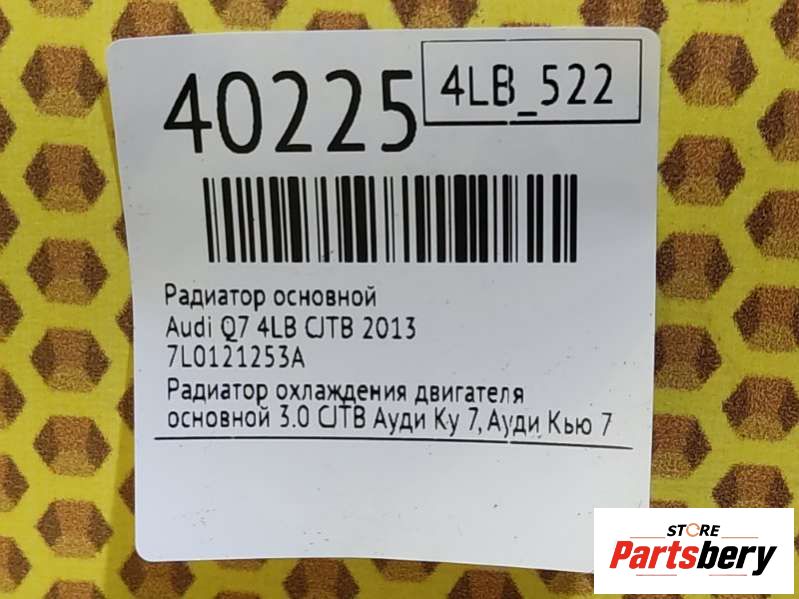 40225
4LB_522
Радиатор основной
Audi Q7 4LB CJTB 2013
7L0121253A
Радиатор охлаждения двигателя
основной 3.0 CJTB Ауди Ку 7, Ауди Кью 7
STORE
Partsbery